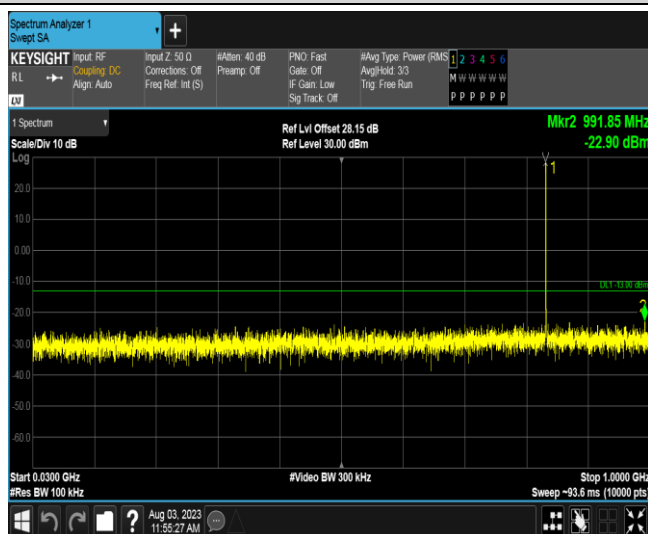 Spectrum Analyzer 1
Swept SA
KEYSIGHT Input: RF Input Z: 50 Ω #Atten: 40 dB PNO: Fast #Avg Type: Power (RMS 1 2 3 4 5 6
RL Coupling: DC Corrections: Off Preamp: Off Gate: Off Avg|Hold: 3/3 M W W W W W
Align: Auto Freq Ref: Int (S) IF Gain: Low Trig: Free Run
Sig Track: Off P P P P P P
LXI
1 Spectrum Ref Lvl Offset 28.15 dB Mkr2 991.85 MHz
Scale/Div 10 dB Ref Level 30.00 dBm -22.90 dBm
Log
1
20.0
10.0
0.00
-10.0
DL1 -13.00 dBm
2
-20.0
-30.0
-40.0
-50.0
-60.0
Start 0.0300 GHz #Video BW 300 kHz Stop 1.0000 GHz
#Res BW 100 kHz Sweep ~93.6 ms (10000 pts)
? Aug 03, 2023
11:55:27 AM